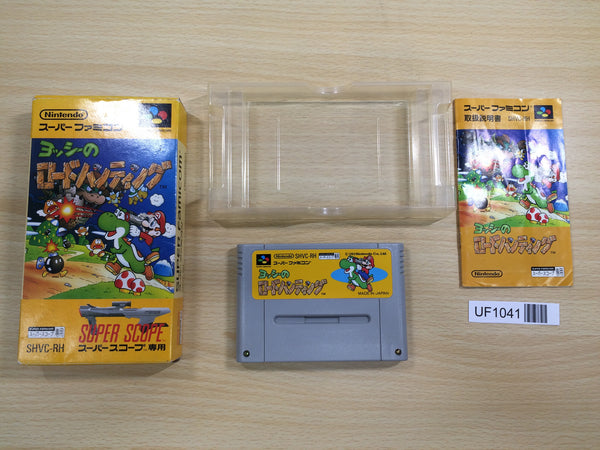 Nintendo
スーパーファミコン
ヨッシーの
ロードハンティング
TM
SUPER SCOPE
SHVC-RH
スーパースコープ専用
Nintendo
SHVC-RH
スーパーファミコン
ヨッシーの
ロードハンティング
TM
MADE IN JAPAN
スーパーファミコン
取扱説明書
SHVC-RH
ヨッシーの
ロードハンティング
Nintendo
UF1041